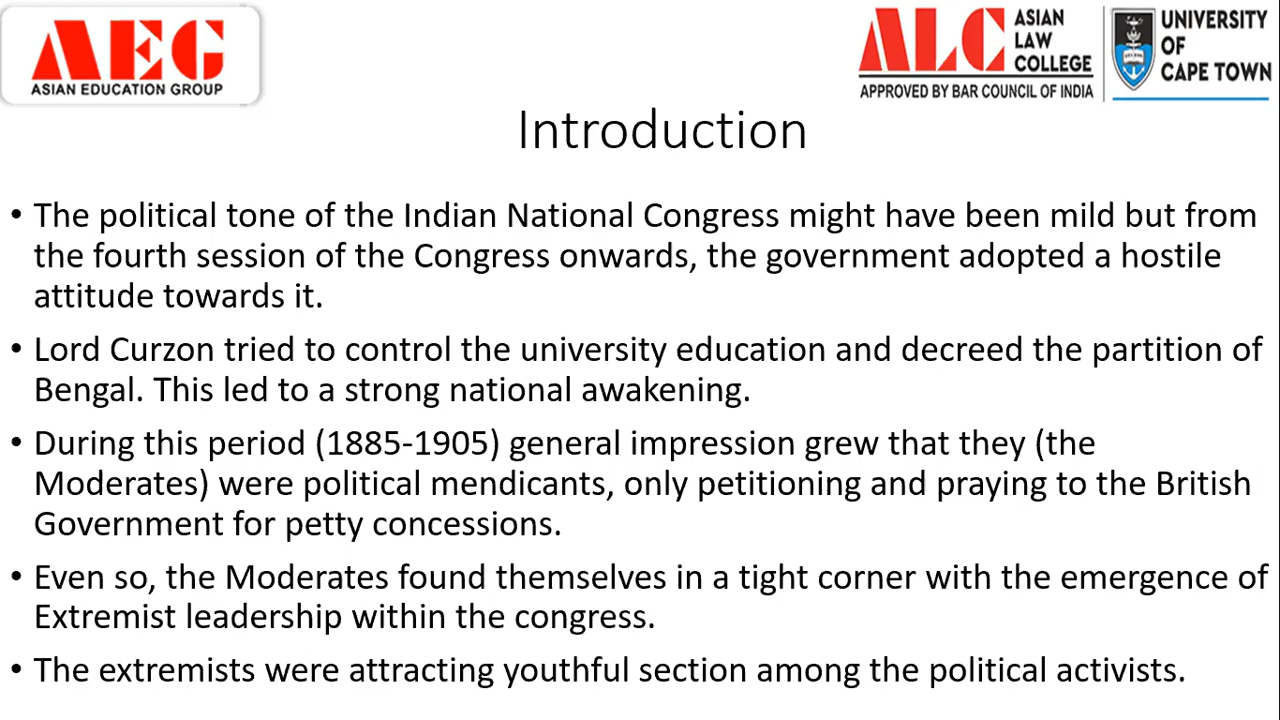 AEG
ASIAN EDUCATION GROUP
ALC ASIAN LAW COLLEGE
APPROVED BY BAR COUNCIL OF INDIA
UNIVERSITY OF CAPE TOWN
Introduction
• The political tone of the Indian National Congress might have been mild but from
the fourth session of the Congress onwards, the government adopted a hostile
attitude towards it.
• Lord Curzon tried to control the university education and decreed the partition of
Bengal. This led to a strong national awakening.
• During this period (1885-1905) general impression grew that they (the
Moderates) were political mendicants, only petitioning and praying to the British
Government for petty concessions.
• Even so, the Moderates found themselves in a tight corner with the emergence of
Extremist leadership within the congress.
• The extremists were attracting youthful section among the political activists.